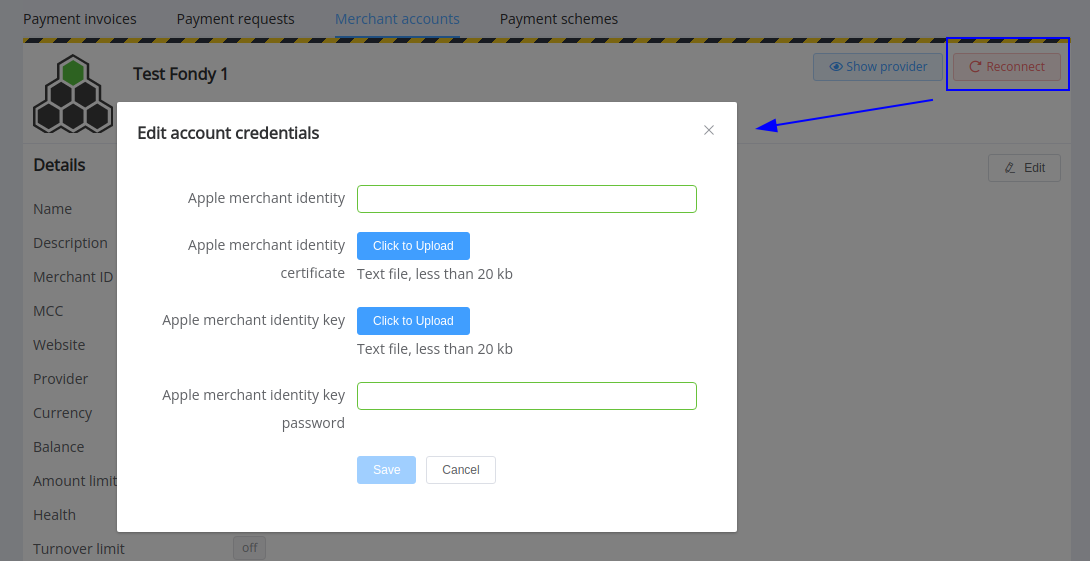 Payment invoices Payment requests Merchant accounts Payment schemes
Test Fondy 1 Show provider Reconnect
Edit account credentials
Details Edit
Apple merchant identity
Name
Description
Apple merchant identity certificate Click to Upload
Text file, less than 20 kb
Merchant ID
MCC
Apple merchant identity key Click to Upload
Text file, less than 20 kb
Website
Provider
Apple merchant identity key password
Currency
Balance
Save Cancel
Amount limit
Health
Turnover limit off